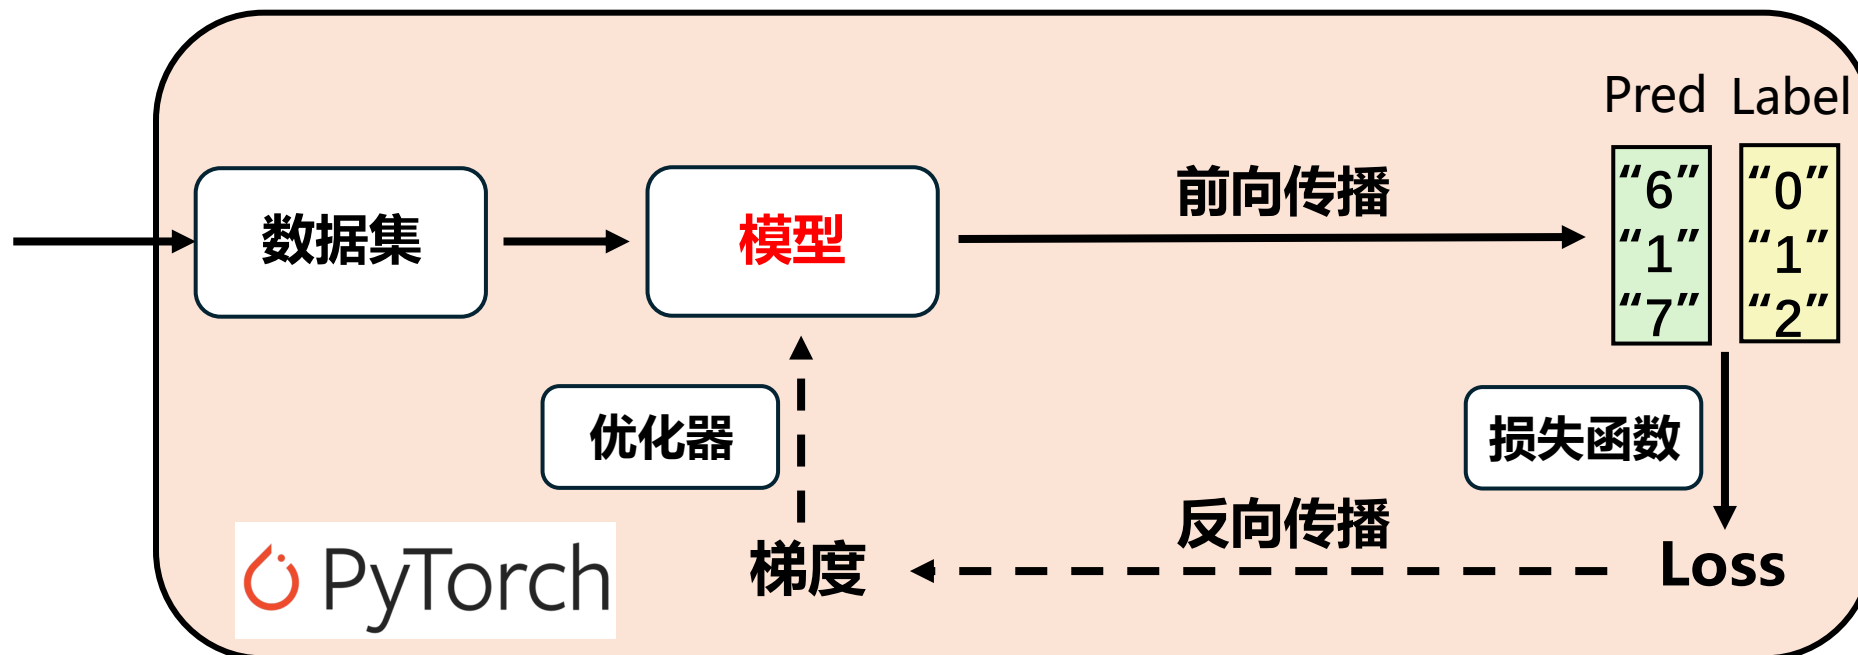 Pred Label
数据集
模型
前向传播
“6” “0”
“1” “1”
“7” “2”
优化器
损失函数
反向传播
梯度
Loss
PyTorch